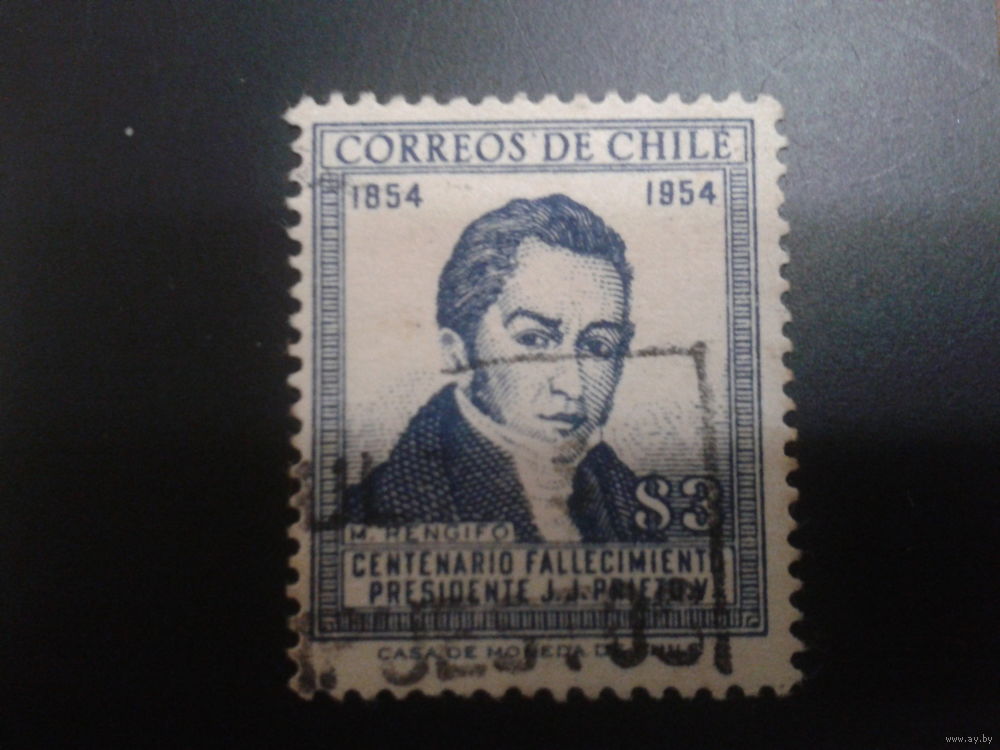 CORREOS DE CHILE
1854 1954
$3
M. RENGIFO
CENTENARIO FALLECIMIENTO
PRESIDENTE J.J. PRIETO V.
CASA DE MONEDA DE CHILE
www.ay.by